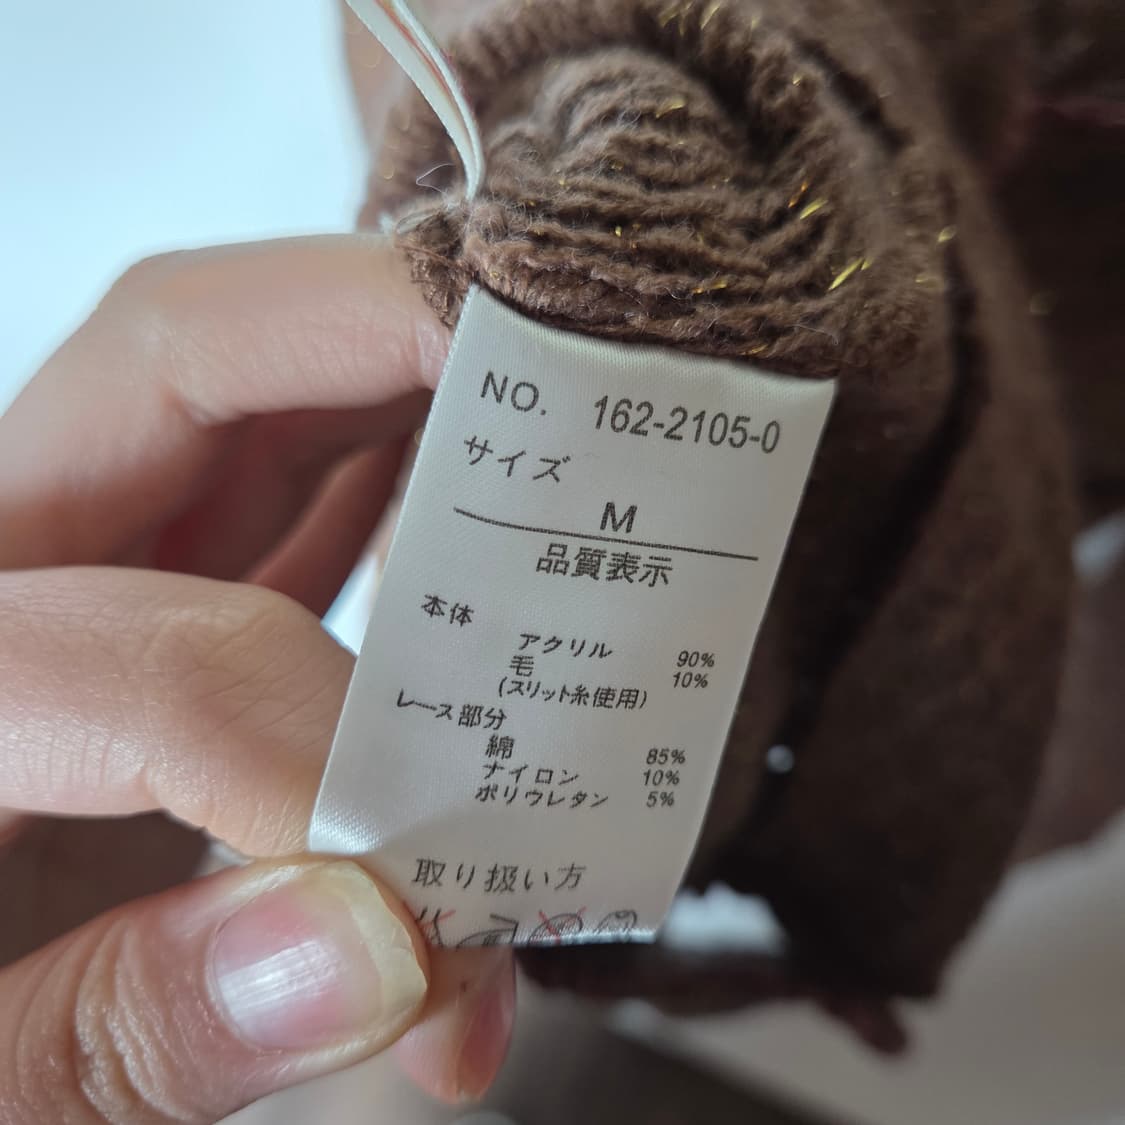 NO. 162-2105-0
サイズ
M
品質表示
本体
アクリル 90%
毛 10%
(スリット糸使用)
レース部分
綿 85%
ナイロン 10%
ポリウレタン 5%
取り扱い方